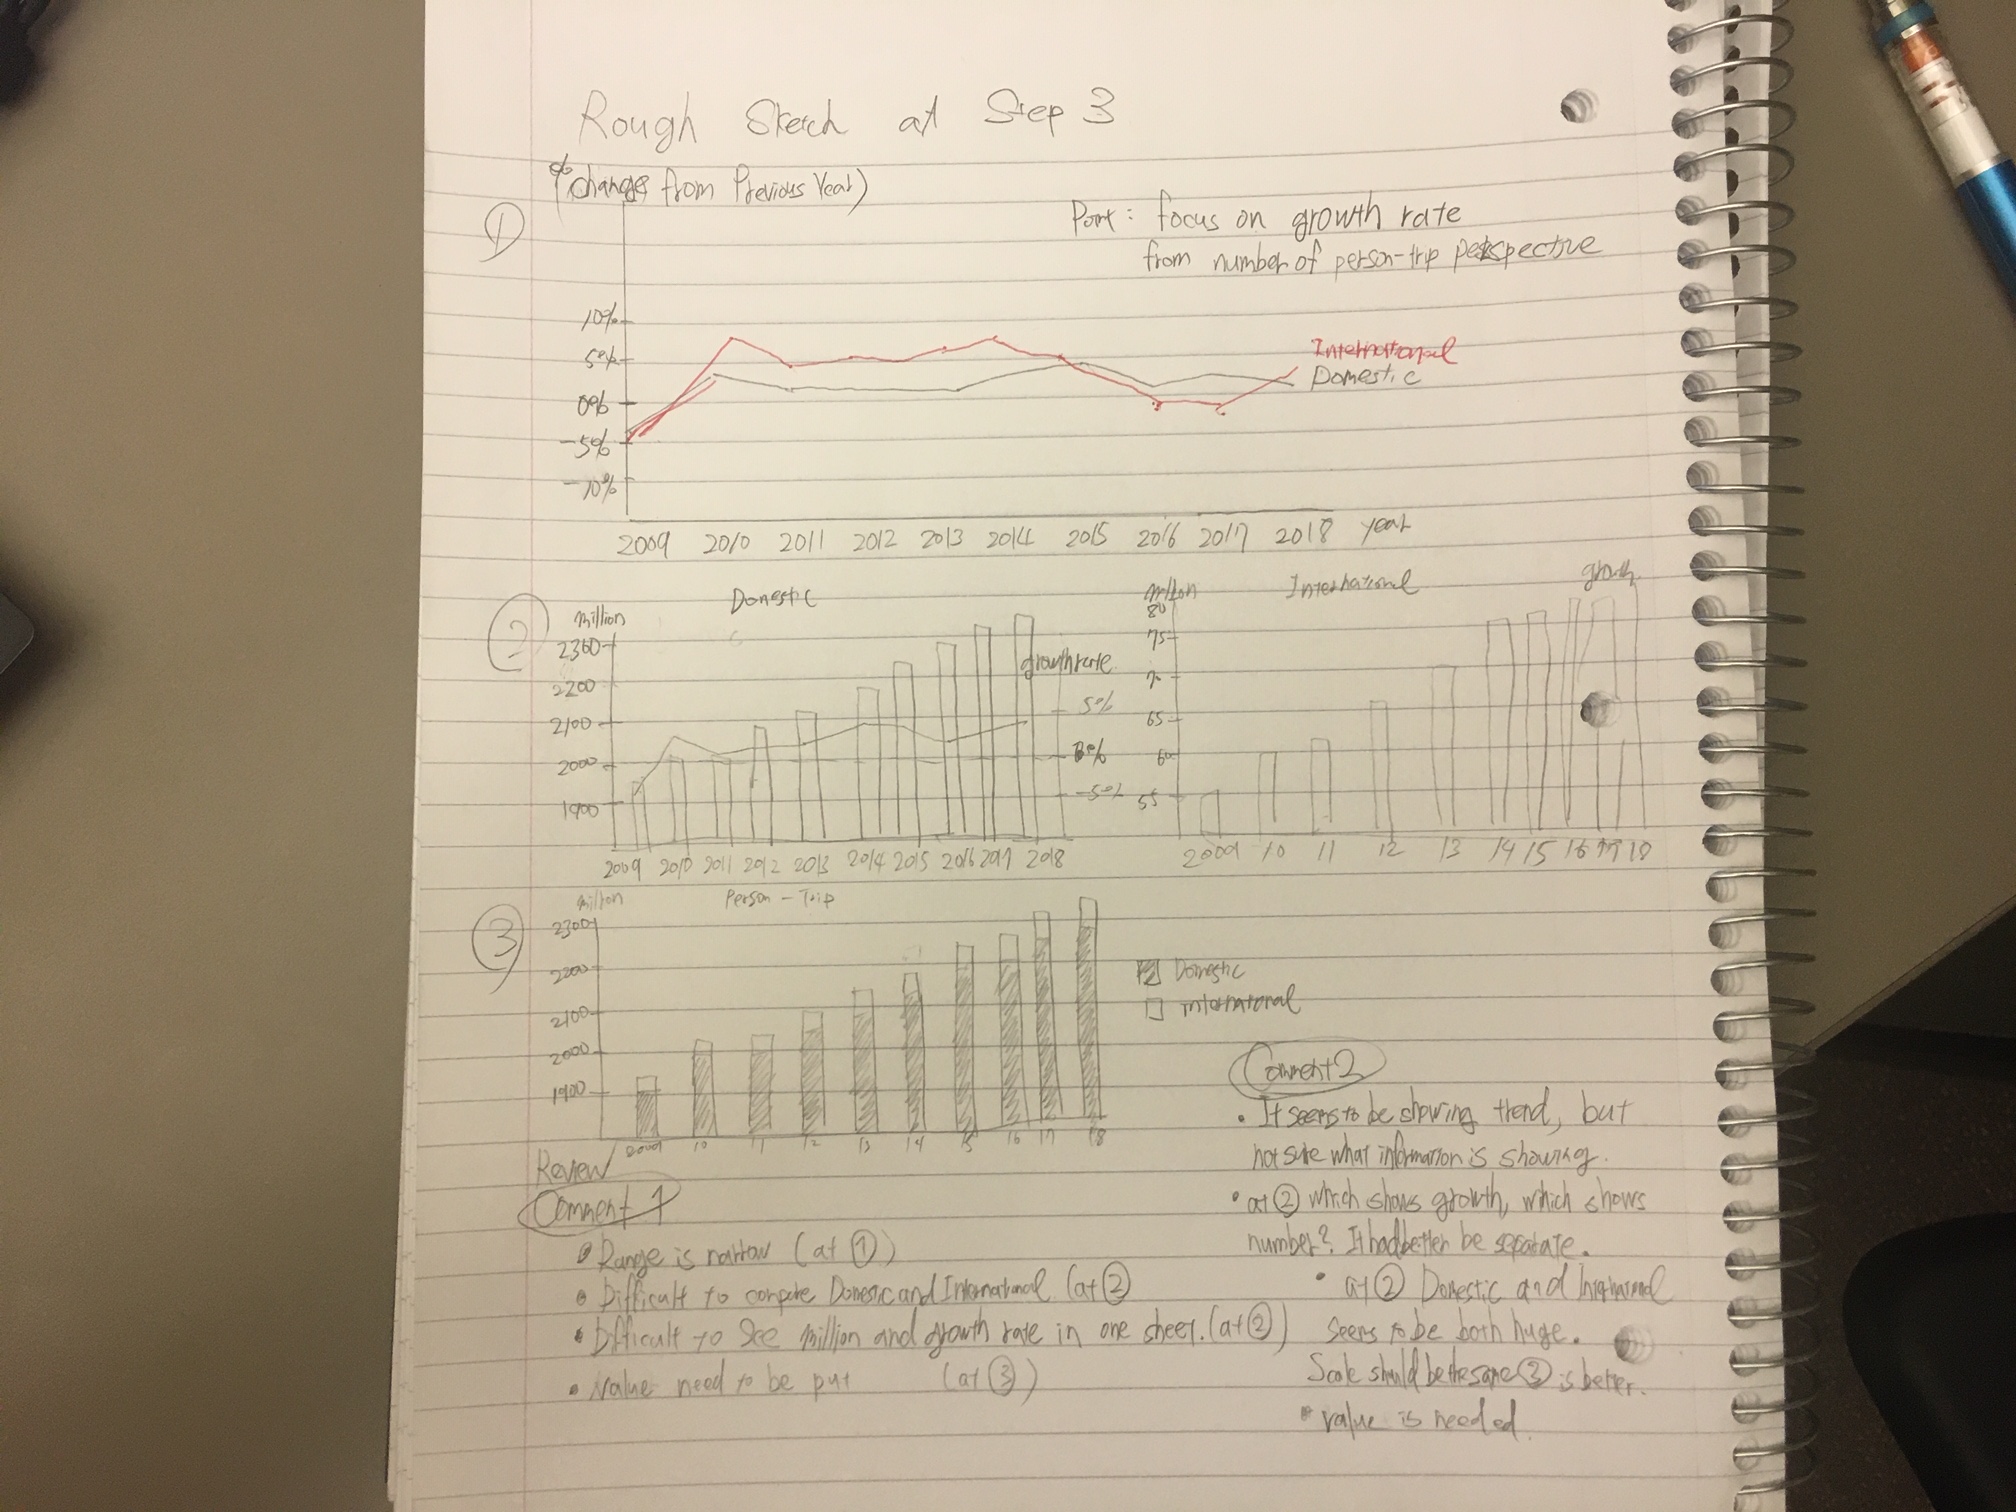 Rough Sketch at Step 3
①
% change from Previous Year)
Point: focus on growth rate
from number of person-trip perspective
10%
5%
0%
-5%
-10%
International
Domestic
2009 2010 2011 2012 2013 2014 2015 2016 2017 2018 year
②
million
Domestic
2300
2200
2100
2000
1900
growth rate
5%
0%
-5%
2009 2010 2011 2012 2013 2014 2015 2016 2017 2018
million
International
growth
80
75
70
65
60
55
2009 10 11 12 13 14 15 16 17 18
③
million
Person-Trip
2300
2200
2100
2000
1900
2009 10 11 12 13 14 15 16 17 18
Domestic
International
Review
Comment 1
• Range is narrow (at ①)
• Difficult to compare Domestic and International (at ②)
• Difficult to see million and growth rate in one sheet. (at ②)
• Value need to be put (at ③)
Comment 2
• It seems to be showing trend, but
not sure what information is showing.
• at ② which shows growth, which shows
number? It had better be separate.
• at ② Domestic and International
seems to be both huge.
Scale should be the same ③ is better.
• value is needed.